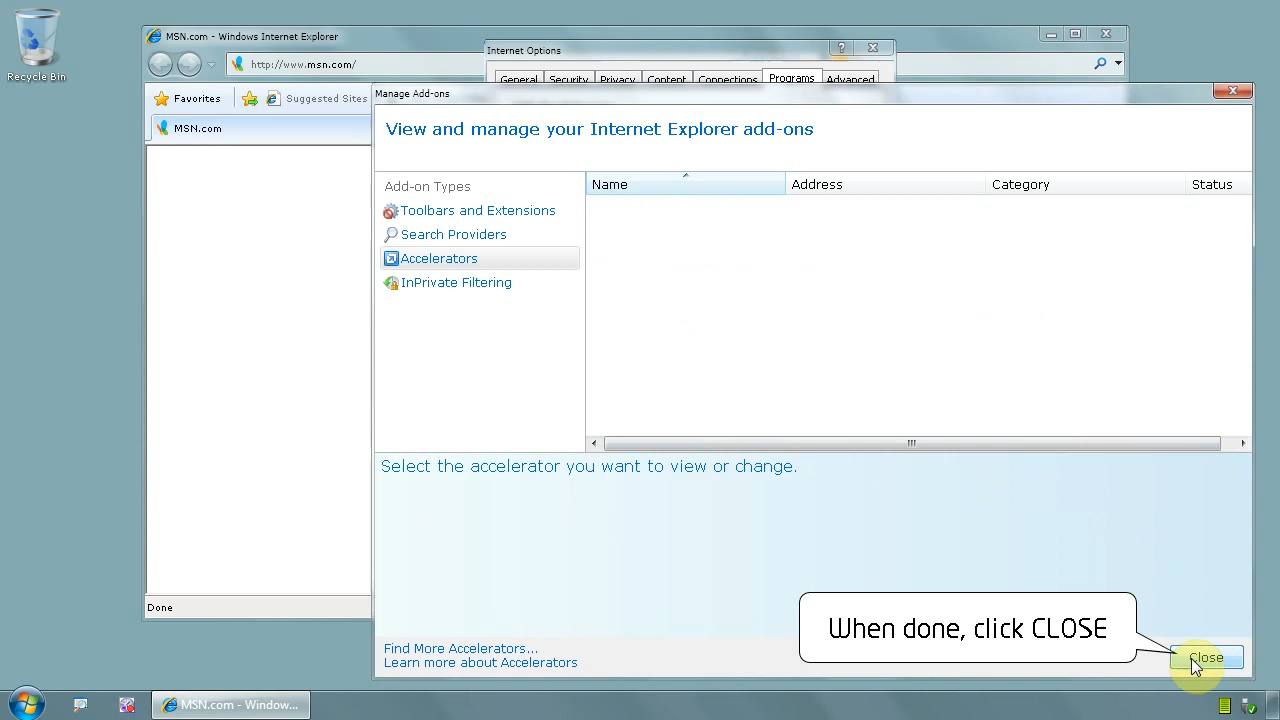 Recycle Bin
MSN.com - Windows Internet Explorer
http://www.msn.com/
Favorites
Suggested Sites
MSN.com
Internet Options
General
Security
Privacy
Content
Connections
Programs
Advanced
Manage Add-ons
View and manage your Internet Explorer add-ons
Add-on Types
Toolbars and Extensions
Search Providers
Accelerators
InPrivate Filtering
Name
Address
Category
Status
Select the accelerator you want to view or change.
When done, click CLOSE
Find More Accelerators...
Learn more about Accelerators
Close
Done
MSN.com - Window...